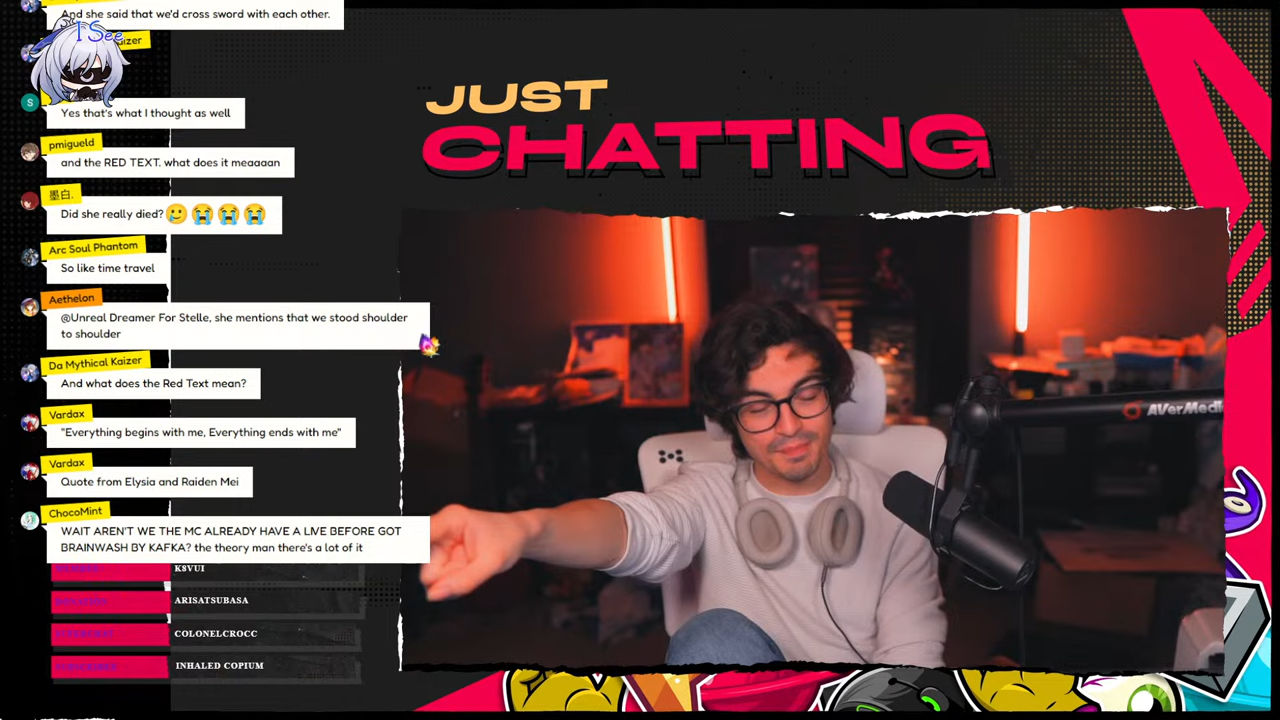 And she said that we'd cross sword with each other.
I See
Yes that's what I thought as well
pmigueld
and the RED TEXT. what does it meaaaan
墨白.
Did she really died?🥲😭😭😭
Arc Soul Phantom
So like time travel
Aethelon
@Unreal Dreamer For Stelle, she mentions that we stood shoulder
to shoulder
Da Mythical Kaizer
And what does the Red Text mean?
Vardax
"Everything begins with me, Everything ends with me"
Vardax
Quote from Elysia and Raiden Mei
ChocoMint
WAIT AREN'T WE THE MC ALREADY HAVE A LIVE BEFORE GOT
BRAINWASH BY KAFKA? the theory man there's a lot of it
K8VUI
ARISATSUBASA
COLONELCROCC
INHALED COPIUM
JUST
CHATTING
AVerMedi
S